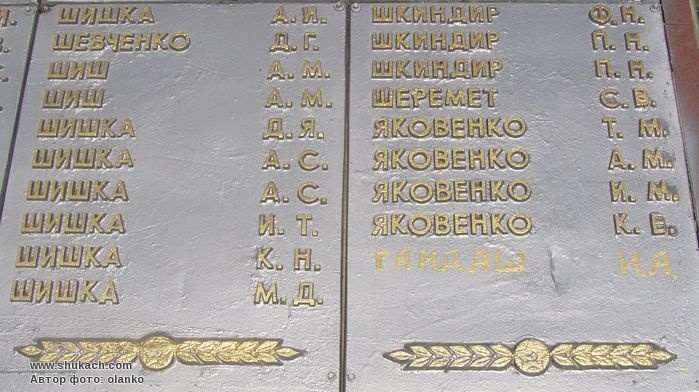 ШИШКА А. И.
ШЕВЧЕНКО Д. Г.
ШИШ А. М.
ШИШ А. М.
ШИШКА Д. Я.
ШИШКА А. С.
ШИШКА А. С.
ШИШКА И. Т.
ШИШКА К. Н.
ШИШКА М. Д.
ШКИНДИР Ф. Н.
ШКИНДИР П. Н.
ШКИНДИР П. Н.
ШЕРЕМЕТ С. В.
ЯКОВЕНКО Т. М.
ЯКОВЕНКО А. М.
ЯКОВЕНКО И. М.
ЯКОВЕНКО К. Е.
ГАЙДАШ И.А.
www.shukach.com
Автор фото: olanko